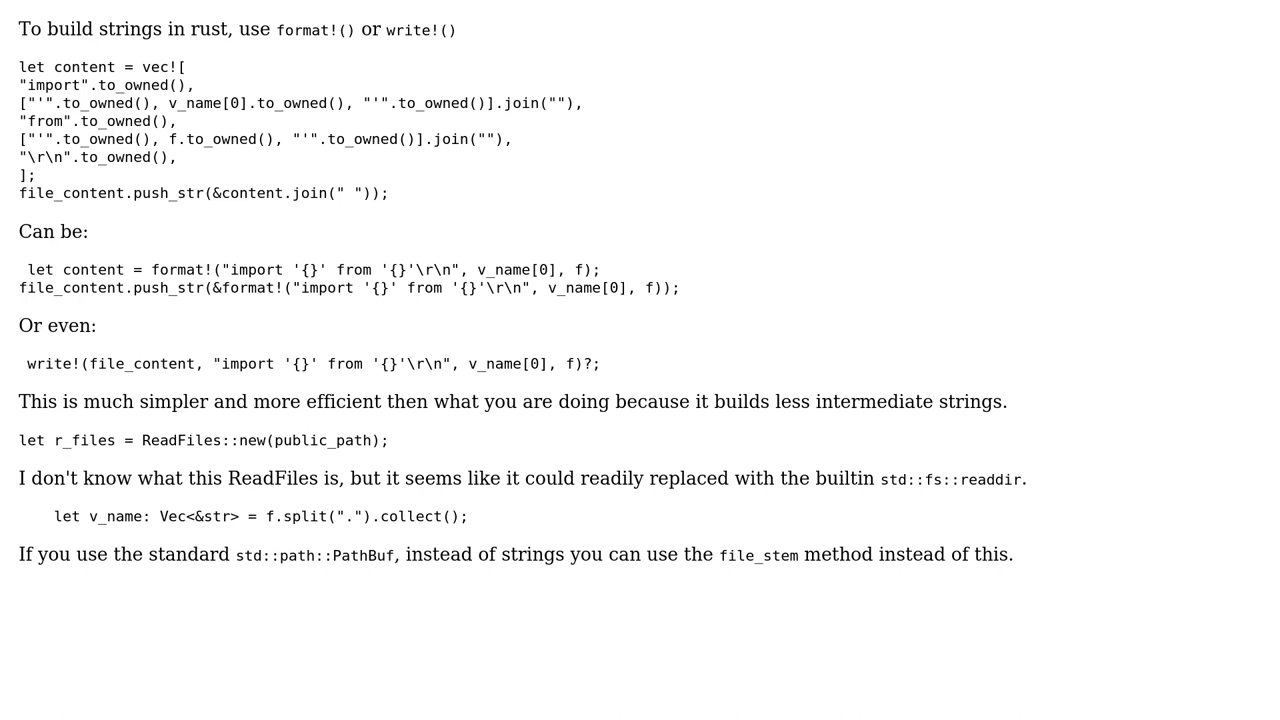 To build strings in rust, use format!() or write!()
let content = vec![
"import".to_owned(),
["'".to_owned(), v_name[0].to_owned(), "'".to_owned()].join(""),
"from".to_owned(),
["'".to_owned(), f.to_owned(), "'".to_owned()].join(""),
"\r\n".to_owned(),
];
file_content.push_str(&content.join(" "));
Can be:
let content = format!("import '{}' from '{}'\r\n", v_name[0], f);
file_content.push_str(&format!("import '{}' from '{}'\r\n", v_name[0], f));
Or even:
write!(file_content, "import '{}' from '{}'\r\n", v_name[0], f)?;
This is much simpler and more efficient then what you are doing because it builds less intermediate strings.
let r_files = ReadFiles::new(public_path);
I don't know what this ReadFiles is, but it seems like it could readily replaced with the builtin std::fs::readdir.
let v_name: Vec<&str> = f.split(".").collect();
If you use the standard std::path::PathBuf, instead of strings you can use the file_stem method instead of this.